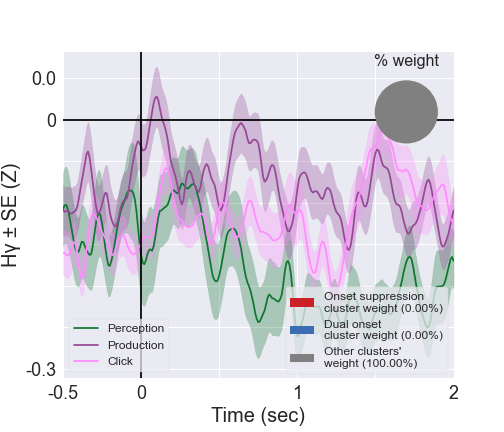 % weight
0.0
0
-0.3
Hγ ± SE (Z)
Perception
Production
Click
Onset suppression
cluster weight (0.00%)
Dual onset
cluster weight (0.00%)
Other clusters'
weight (100.00%)
-0.5
0
1
2
Time (sec)